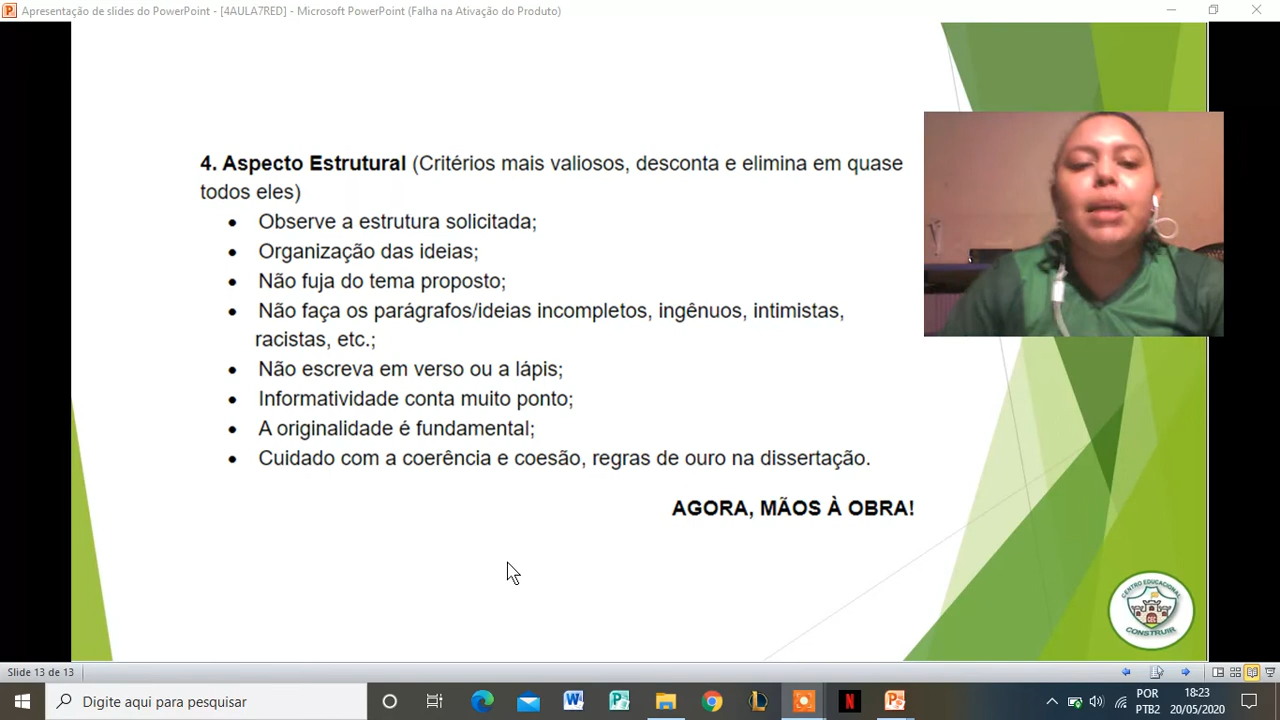 Apresentação de slides do PowerPoint - [4AULA7RED] - Microsoft PowerPoint (Falha na Ativação do Produto)
4. Aspecto Estrutural (Critérios mais valiosos, desconta e elimina em quase
todos eles)
• Observe a estrutura solicitada;
• Organização das ideias;
• Não fuja do tema proposto;
• Não faça os parágrafos/ideias incompletos, ingênuos, intimistas,
racistas, etc.;
• Não escreva em verso ou a lápis;
• Informatividade conta muito ponto;
• A originalidade é fundamental;
• Cuidado com a coerência e coesão, regras de ouro na dissertação.
AGORA, MÃOS À OBRA!
CENTRO EDUCACIONAL
CEC
CONSTRUIR
Slide 13 de 13
Digite aqui para pesquisar
POR
PTB2
18:23
20/05/2020